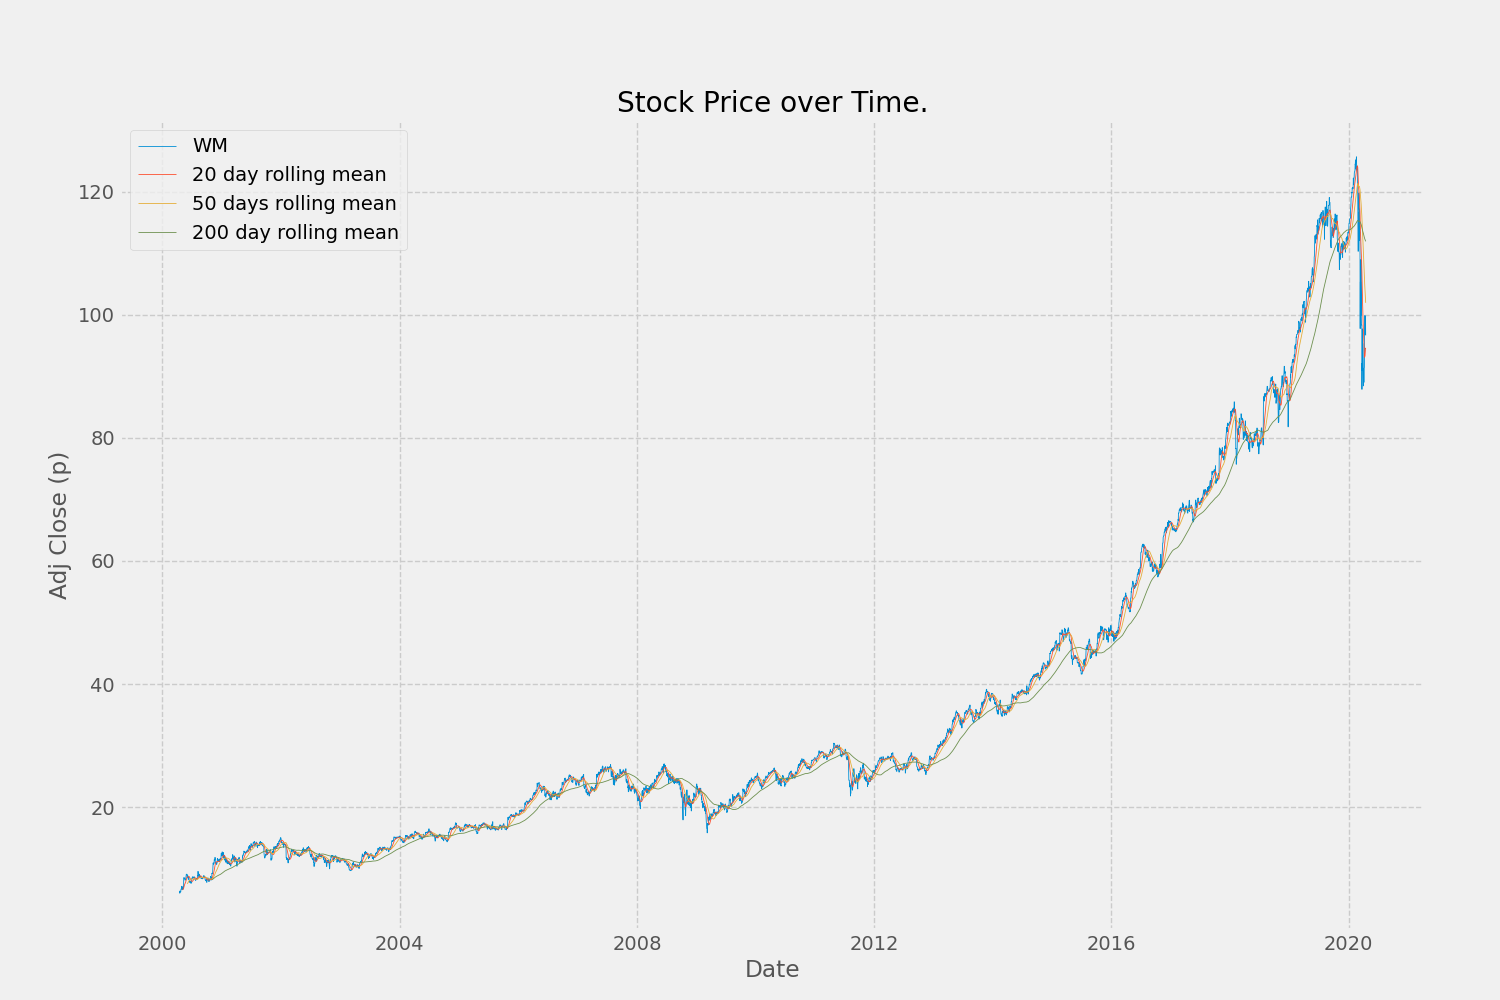 Stock Price over Time.
WM
20 day rolling mean
50 days rolling mean
200 day rolling mean
120
100
80
60
40
20
Adj Close (p)
2000 2004 2008 2012 2016 2020
Date